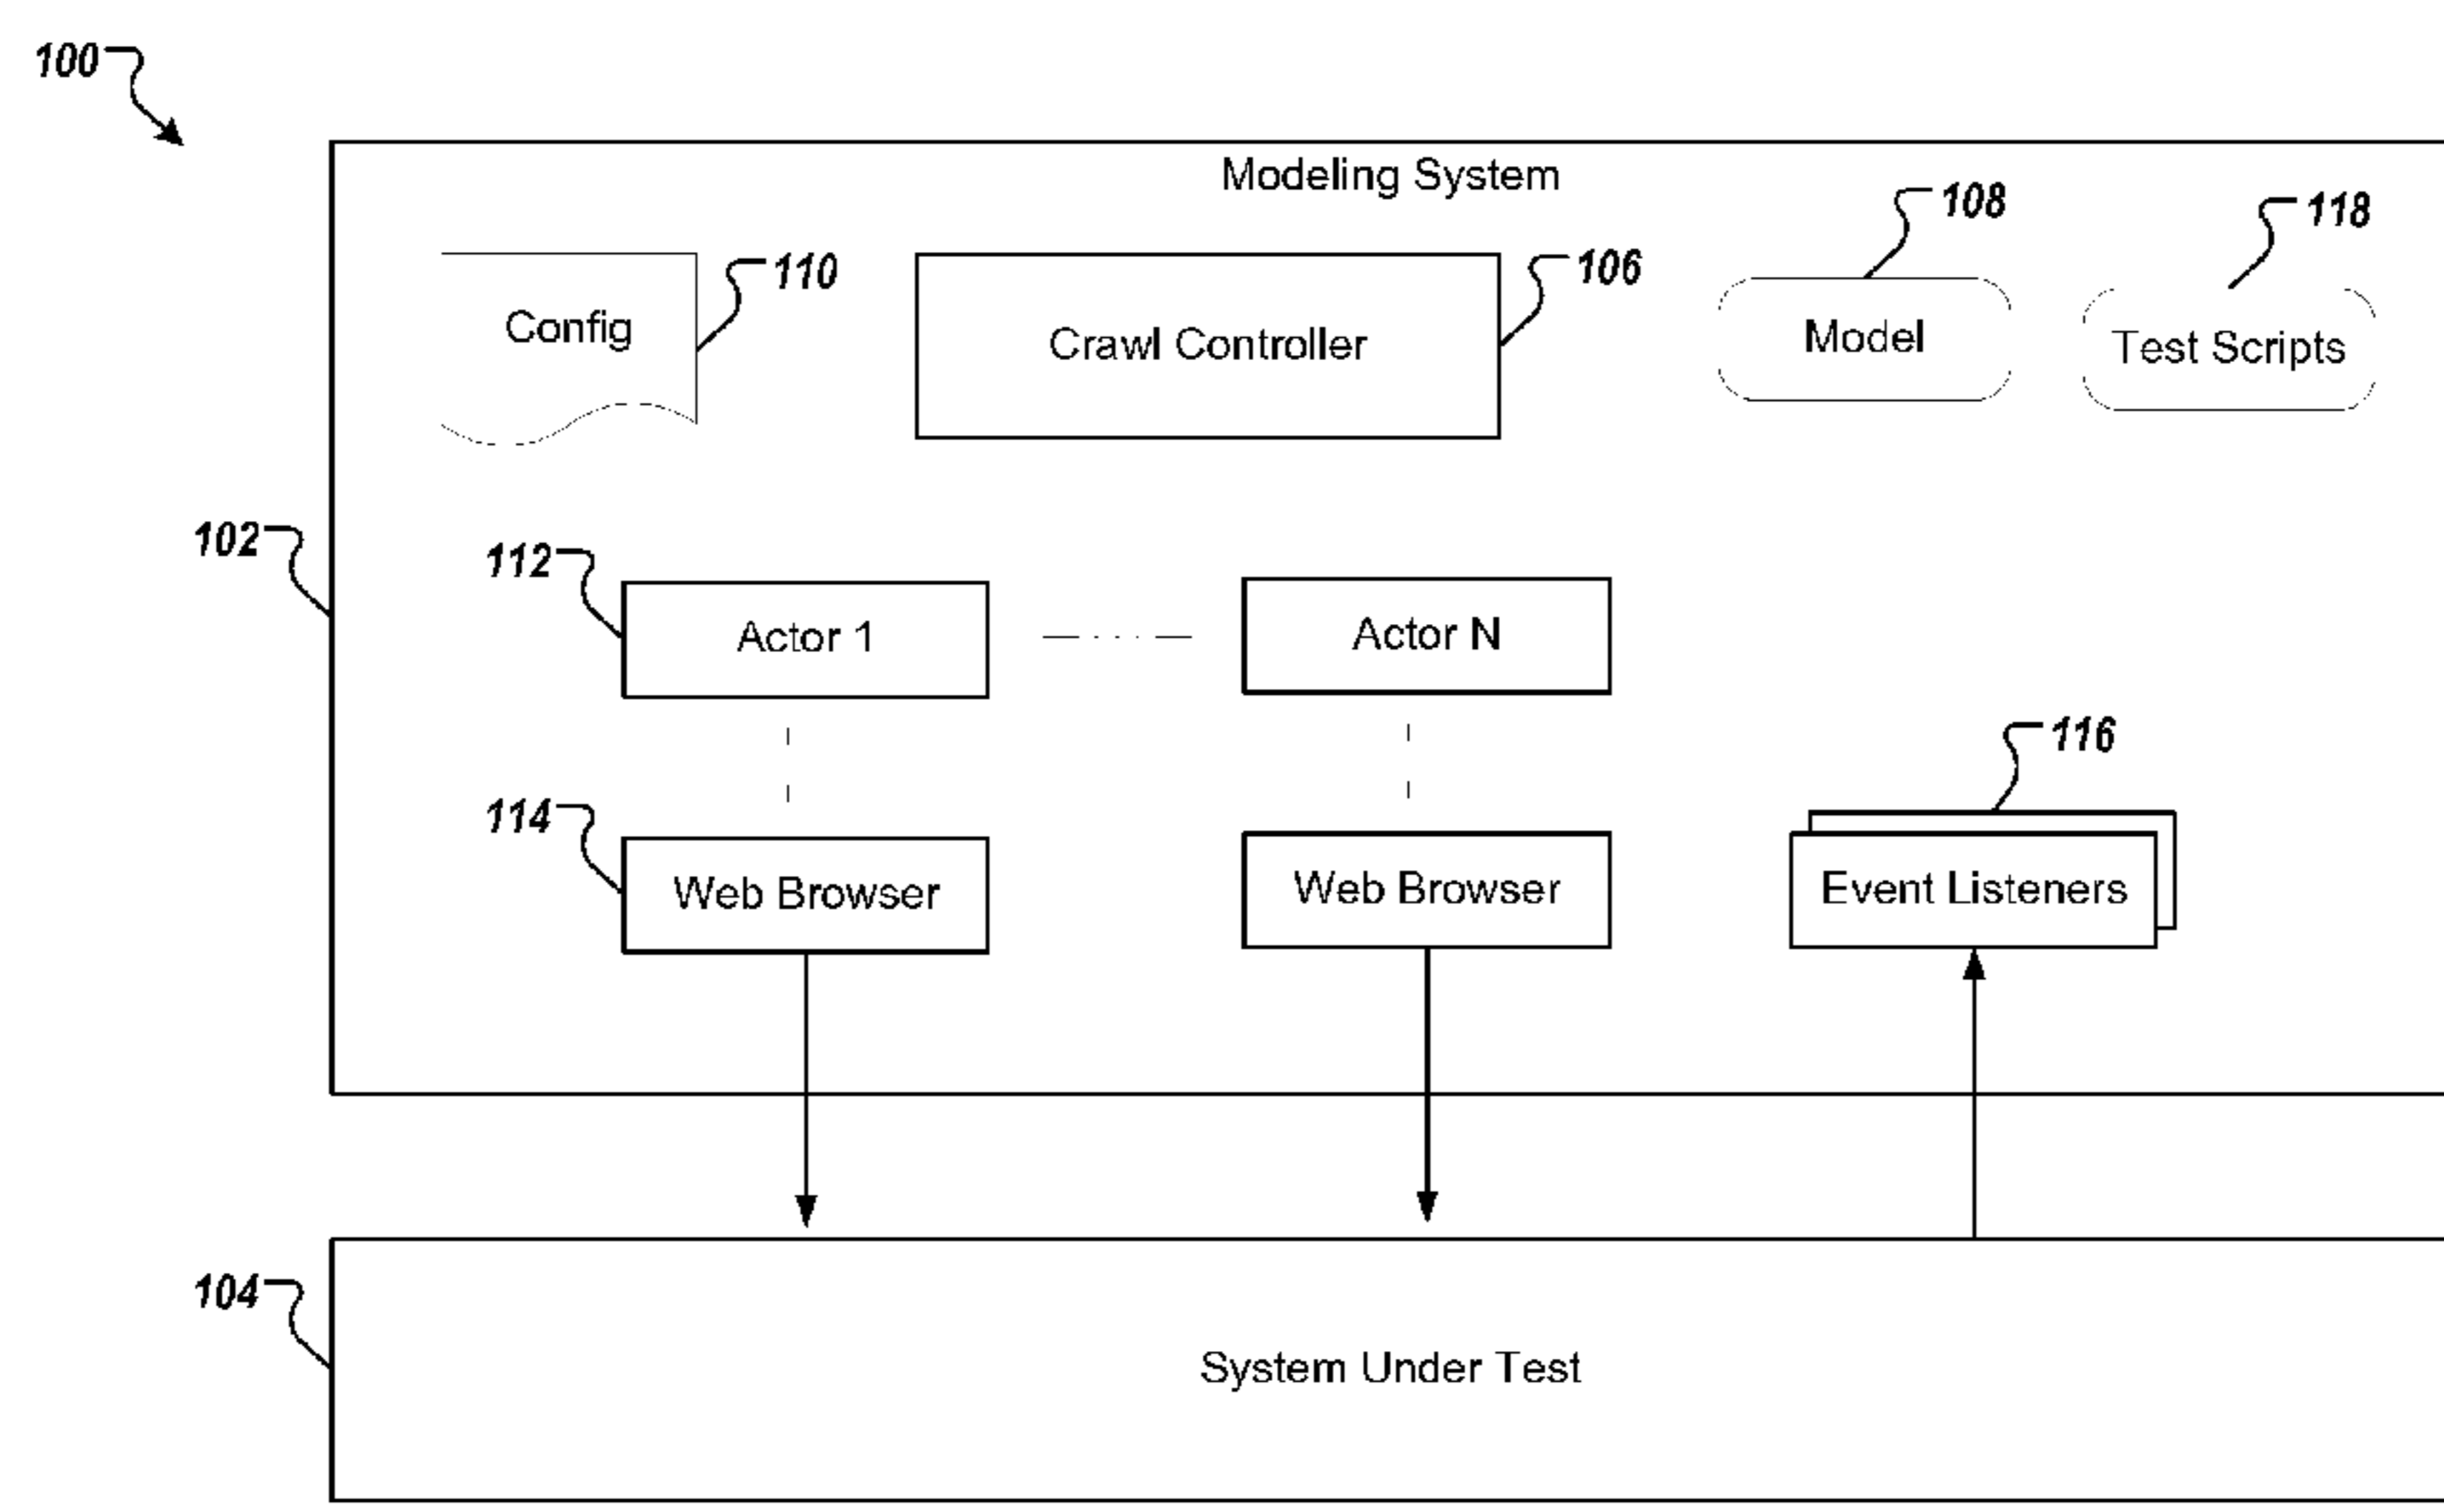 100
Modeling System
108
118
110
106
Config
Crawl Controller
Model
Test Scripts
102
112
Actor 1
Actor N
116
114
Web Browser
Web Browser
Event Listeners
104
System Under Test